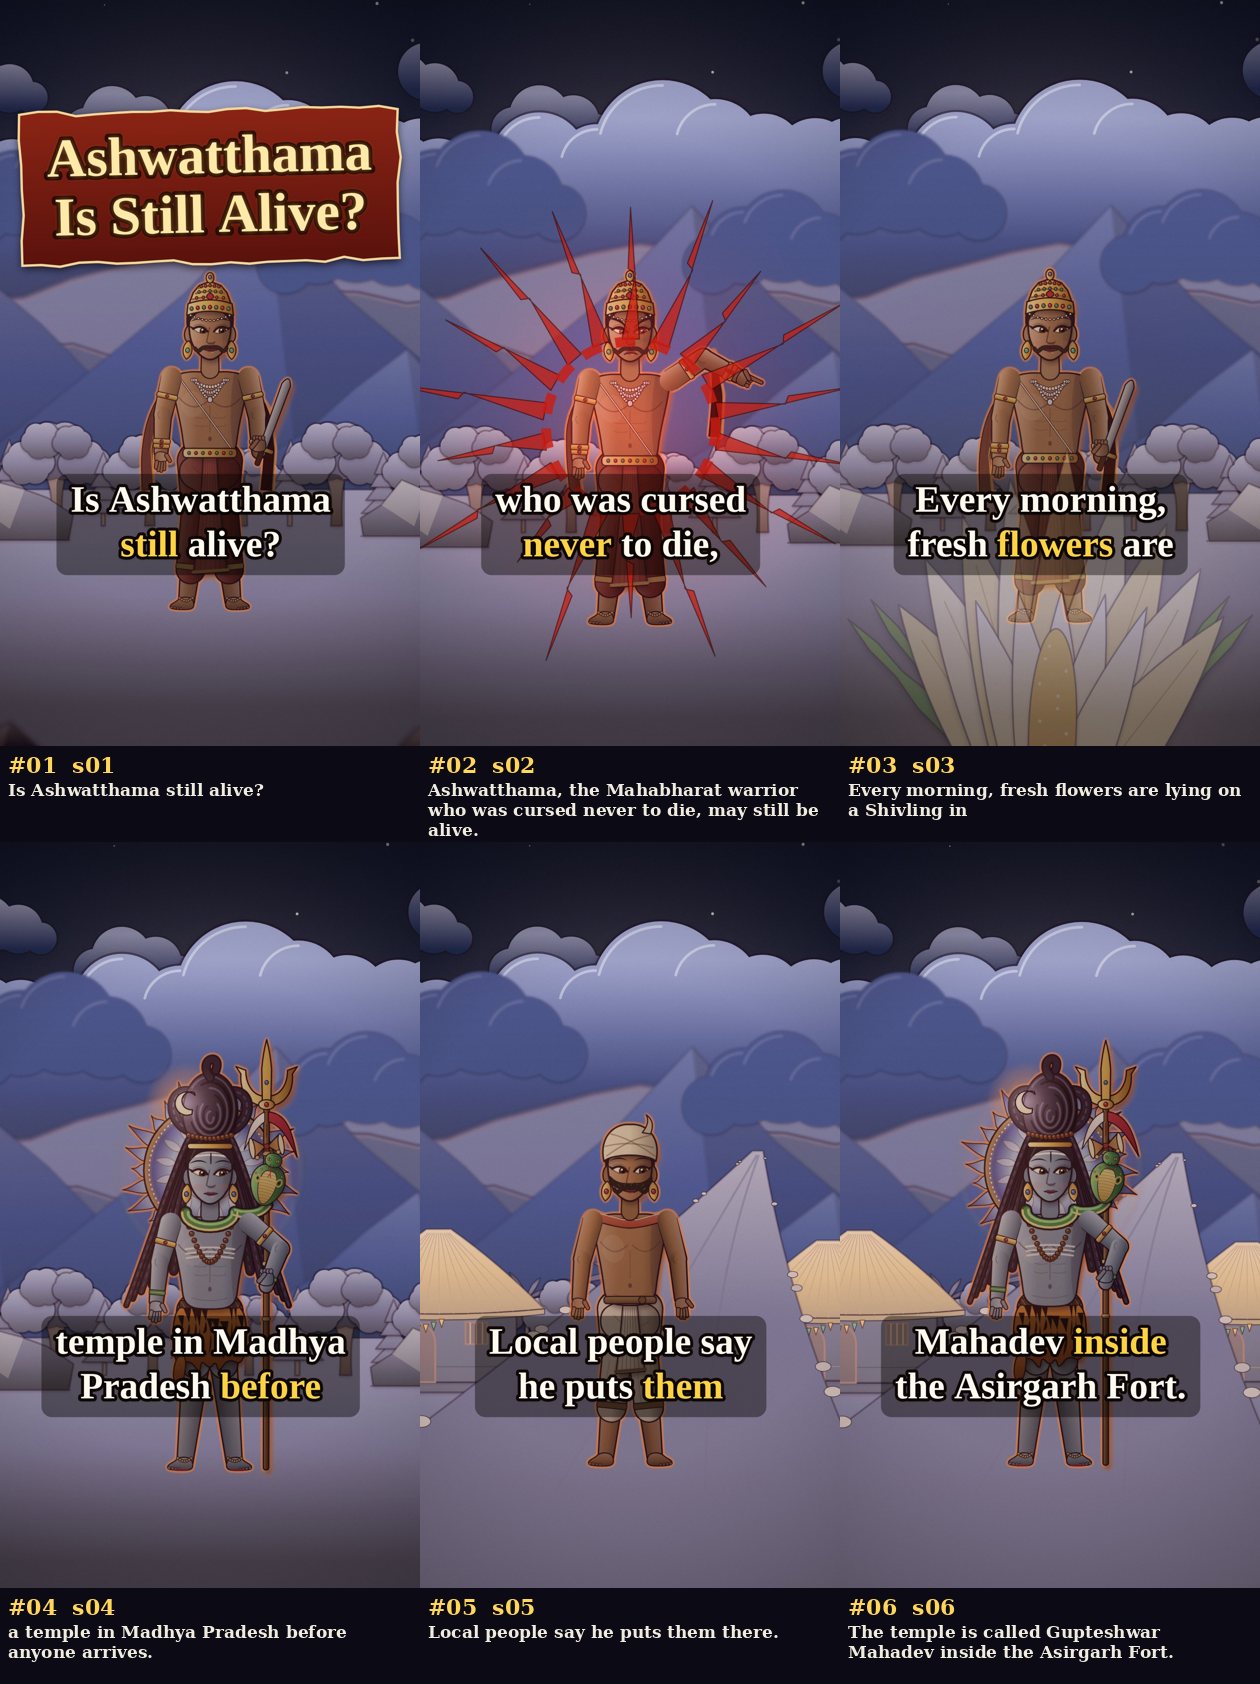 Ashwatthama
Is Still Alive?
Is Ashwatthama
still alive?
#01 s01
Is Ashwatthama still alive?
who was cursed
never to die,
#02 s02
Ashwatthama, the Mahabharat warrior
who was cursed never to die, may still be
alive.
Every morning,
fresh flowers are
#03 s03
Every morning, fresh flowers are lying on
a Shivling in
temple in Madhya
Pradesh before
#04 s04
a temple in Madhya Pradesh before
anyone arrives.
Local people say
he puts them
#05 s05
Local people say he puts them there.
Mahadev inside
the Asirgarh Fort.
#06 s06
The temple is called Gupteshwar
Mahadev inside the Asirgarh Fort.